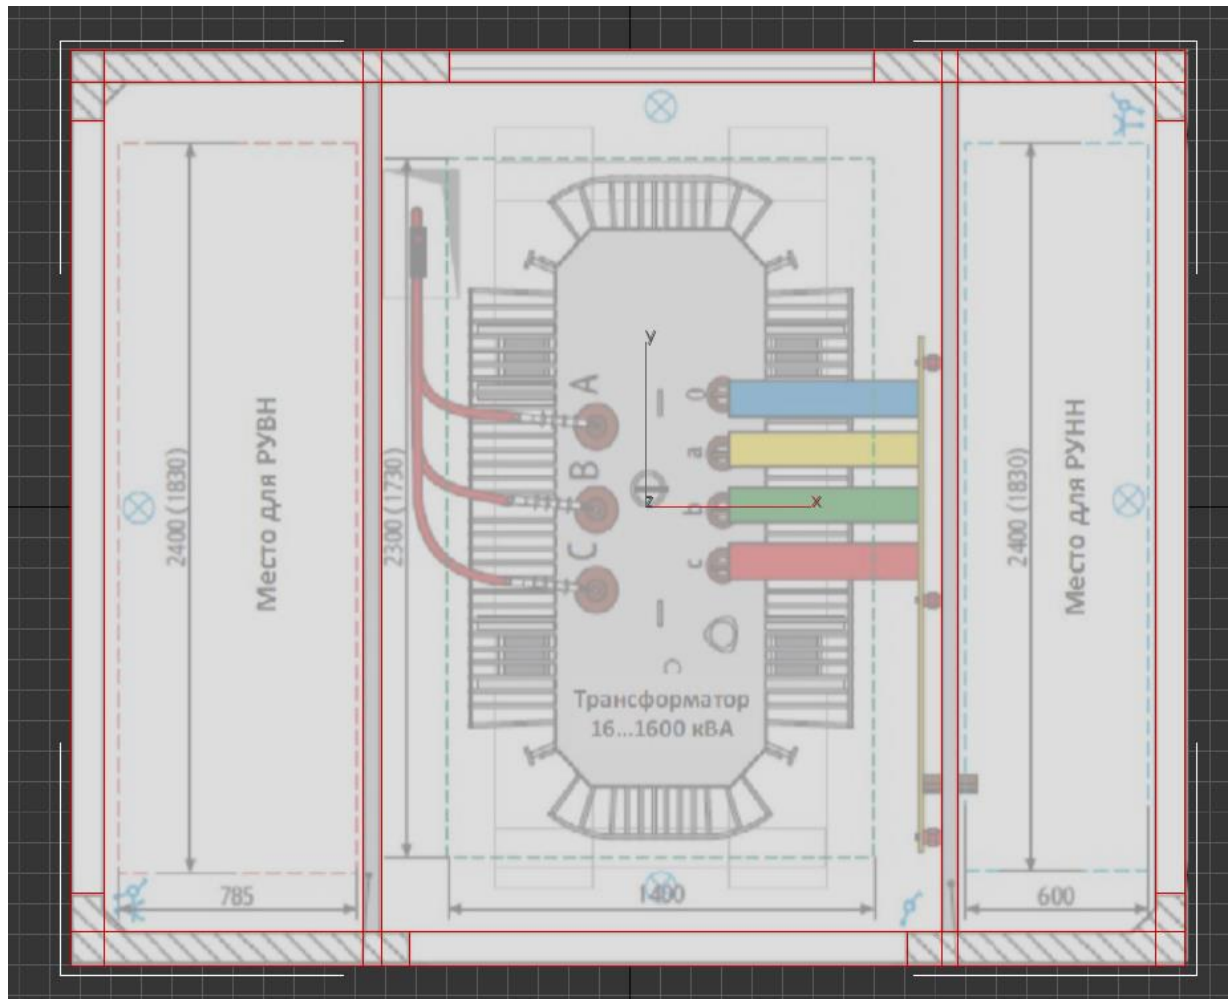 2400 (1830)
Место для РУВН
785
2300 (1730)
A
B
C
0
a
b
c
Трансформатор
16...1600 кВА
1400
2400 (1830)
Место для РУНН
600
y
z
x